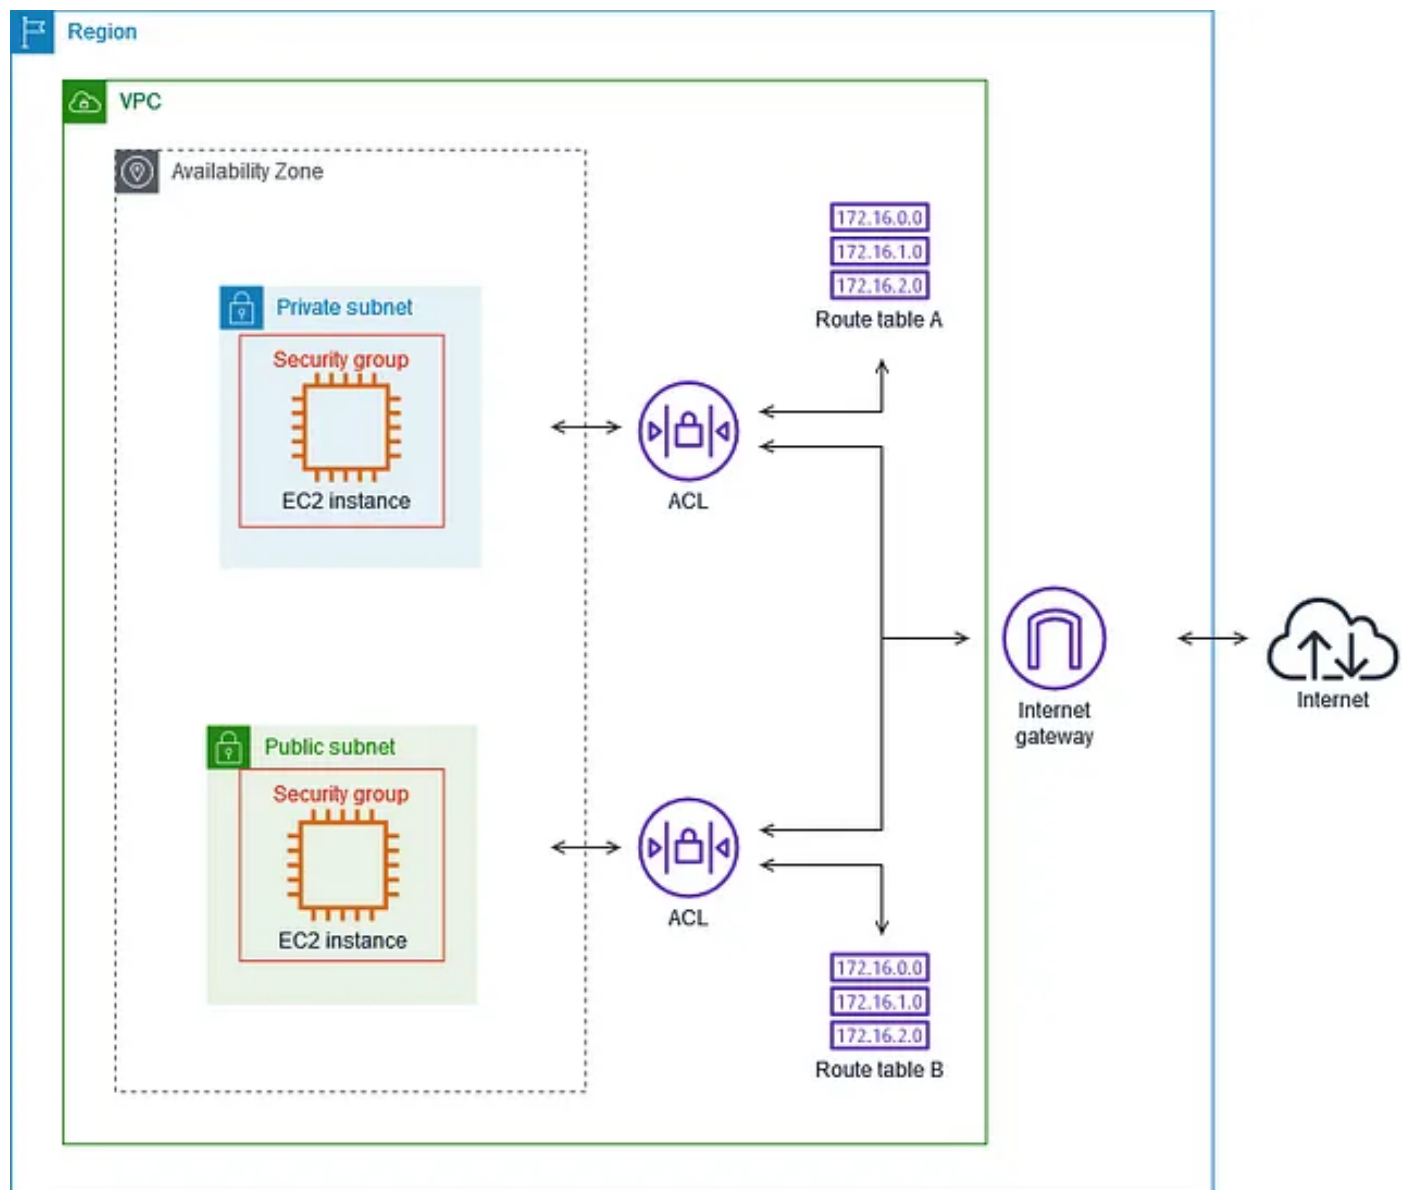 Region
VPC
Availability Zone
172.16.0.0
172.16.1.0
172.16.2.0
Route table A
Private subnet
Security group
EC2 instance
ACL
Internet
gateway
Internet
Public subnet
Security group
EC2 instance
ACL
172.16.0.0
172.16.1.0
172.16.2.0
Route table B